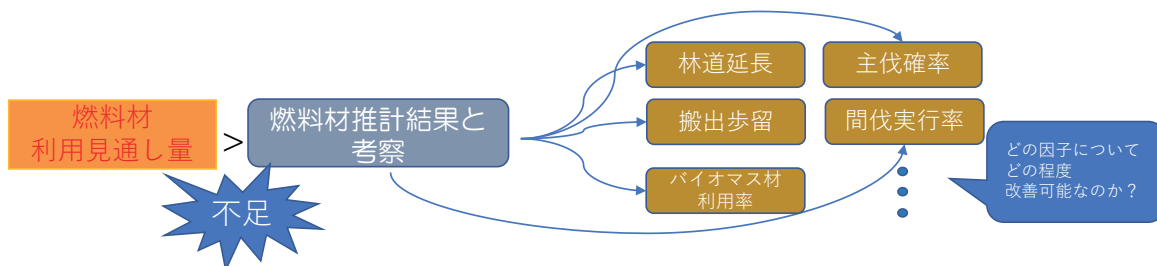 燃料材
利用見通し量
>
燃料材推計結果と
考察
不足
林道延長
主伐確率
搬出歩留
間伐実行率
バイオマス材
利用率
どの因子について
どの程度
改善可能なのか？